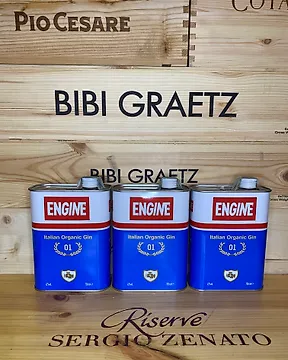 PIO CESARE
BIBI GRAETZ
BIBI GRAETZ
ENGINE
Italian Organic Gin
01
ENGINE
Italian Organic Gin
01
ENGINE
Italian Organic Gin
01
Riserve
SERGIO ZENATO